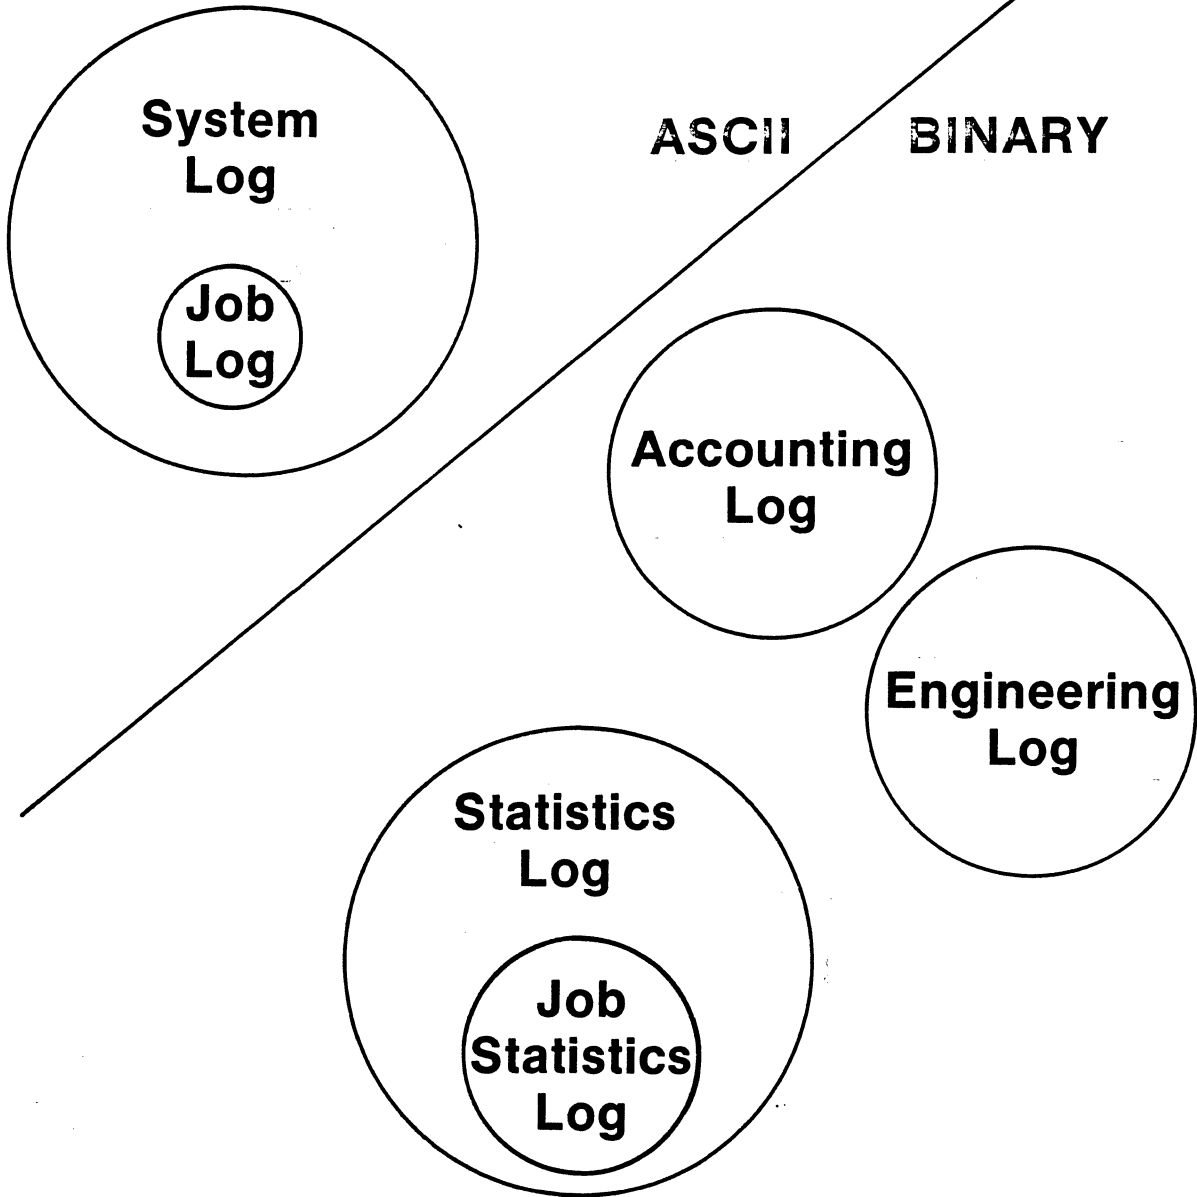 System
Log
Job
Log
ASCII
BINARY
Accounting
Log
Engineering
Log
Statistics
Log
Job
Statistics
Log